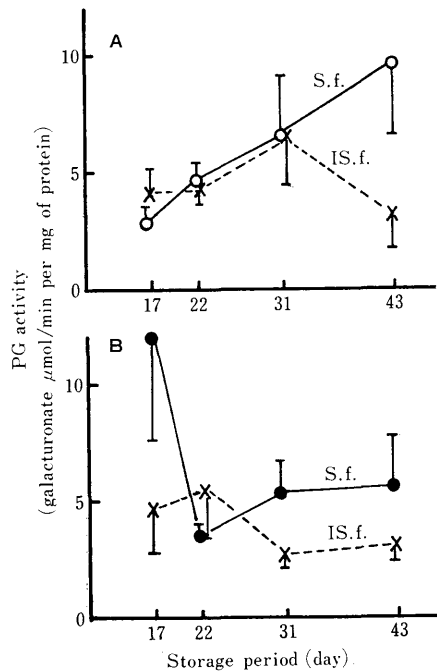 PG activity
(galacturonate μmol/min per mg of protein)
A
10
5
0
S.f.
IS.f.
17 22 31 43
B
10
5
0
S.f.
IS.f.
17 22 31 43
Storage period (day)